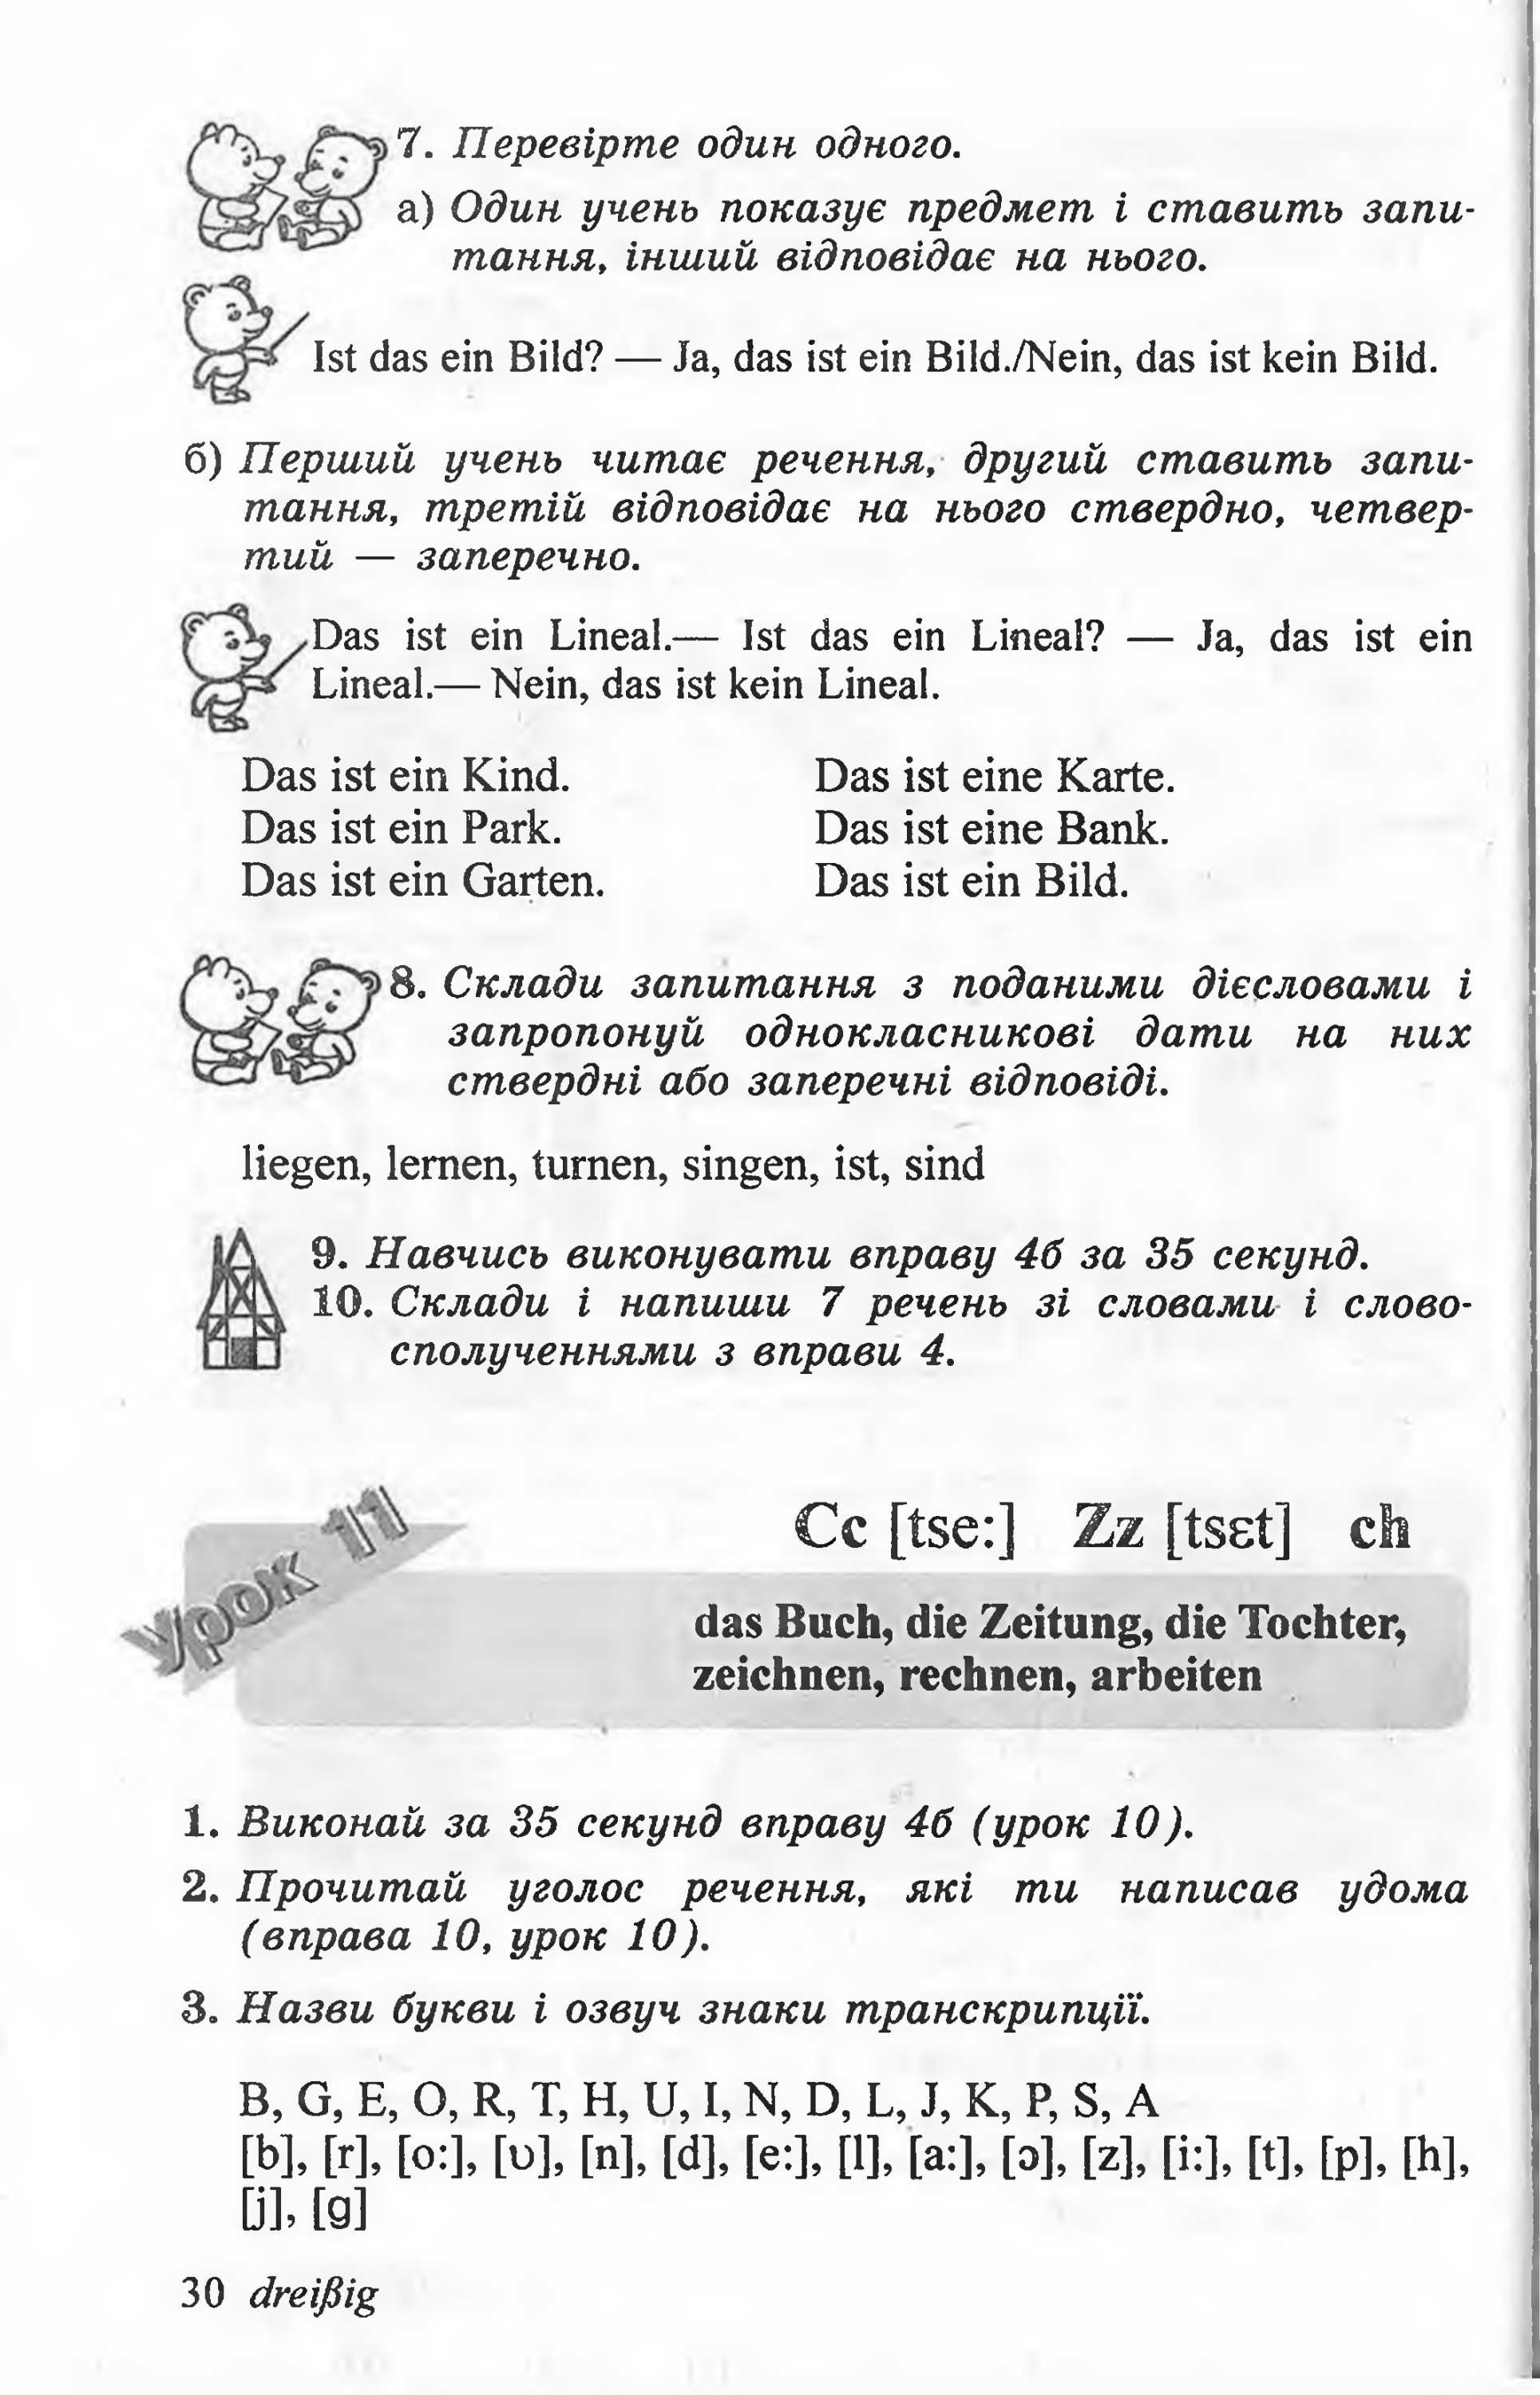 7. Перевірте один одного.
а) Один учень показує предмет і ставить запи-
тання, інший відповідає на нього.
Ist das ein Bild? — Ja, das ist ein Bild./Nein, das ist kein Bild.
б) Перший учень читає речення, другий ставить запи-
тання, третій відповідає на нього ствердно, четвер-
тий — заперечно.
Das ist ein Lineal.— Ist das ein Lineal? — Ja, das ist ein
Lineal.— Nein, das ist kein Lineal.
Das ist ein Kind. Das ist eine Karte.
Das ist ein Park. Das ist eine Bank.
Das ist ein Garten. Das ist ein Bild.
8. Склади запитання з поданими дієсловами і
запропонуй однокласникові дати на них
ствердні або заперечні відповіді.
liegen, lernen, turnen, singen, ist, sind
9. Навчись виконувати вправу 4б за 35 секунд.
10. Склади і напиши 7 речень зі словами і слово-
сполученнями з вправи 4.
Урок 11
Cc [tse:] Zz [tsɛt] ch
das Buch, die Zeitung, die Tochter,
zeichnen, rechnen, arbeiten
1. Виконай за 35 секунд вправу 4б (урок 10).
2. Прочитай уголос речення, які ти написав удома
(вправа 10, урок 10).
3. Назви букви і озвуч знаки транскрипції.
B, G, E, O, R, T, H, U, I, N, D, L, J, K, P, S, A
[b], [r], [o:], [ʊ], [n], [d], [e:], [l], [a:], [ɔ], [z], [i:], [t], [p], [h],
[j], [g]
30 dreißig